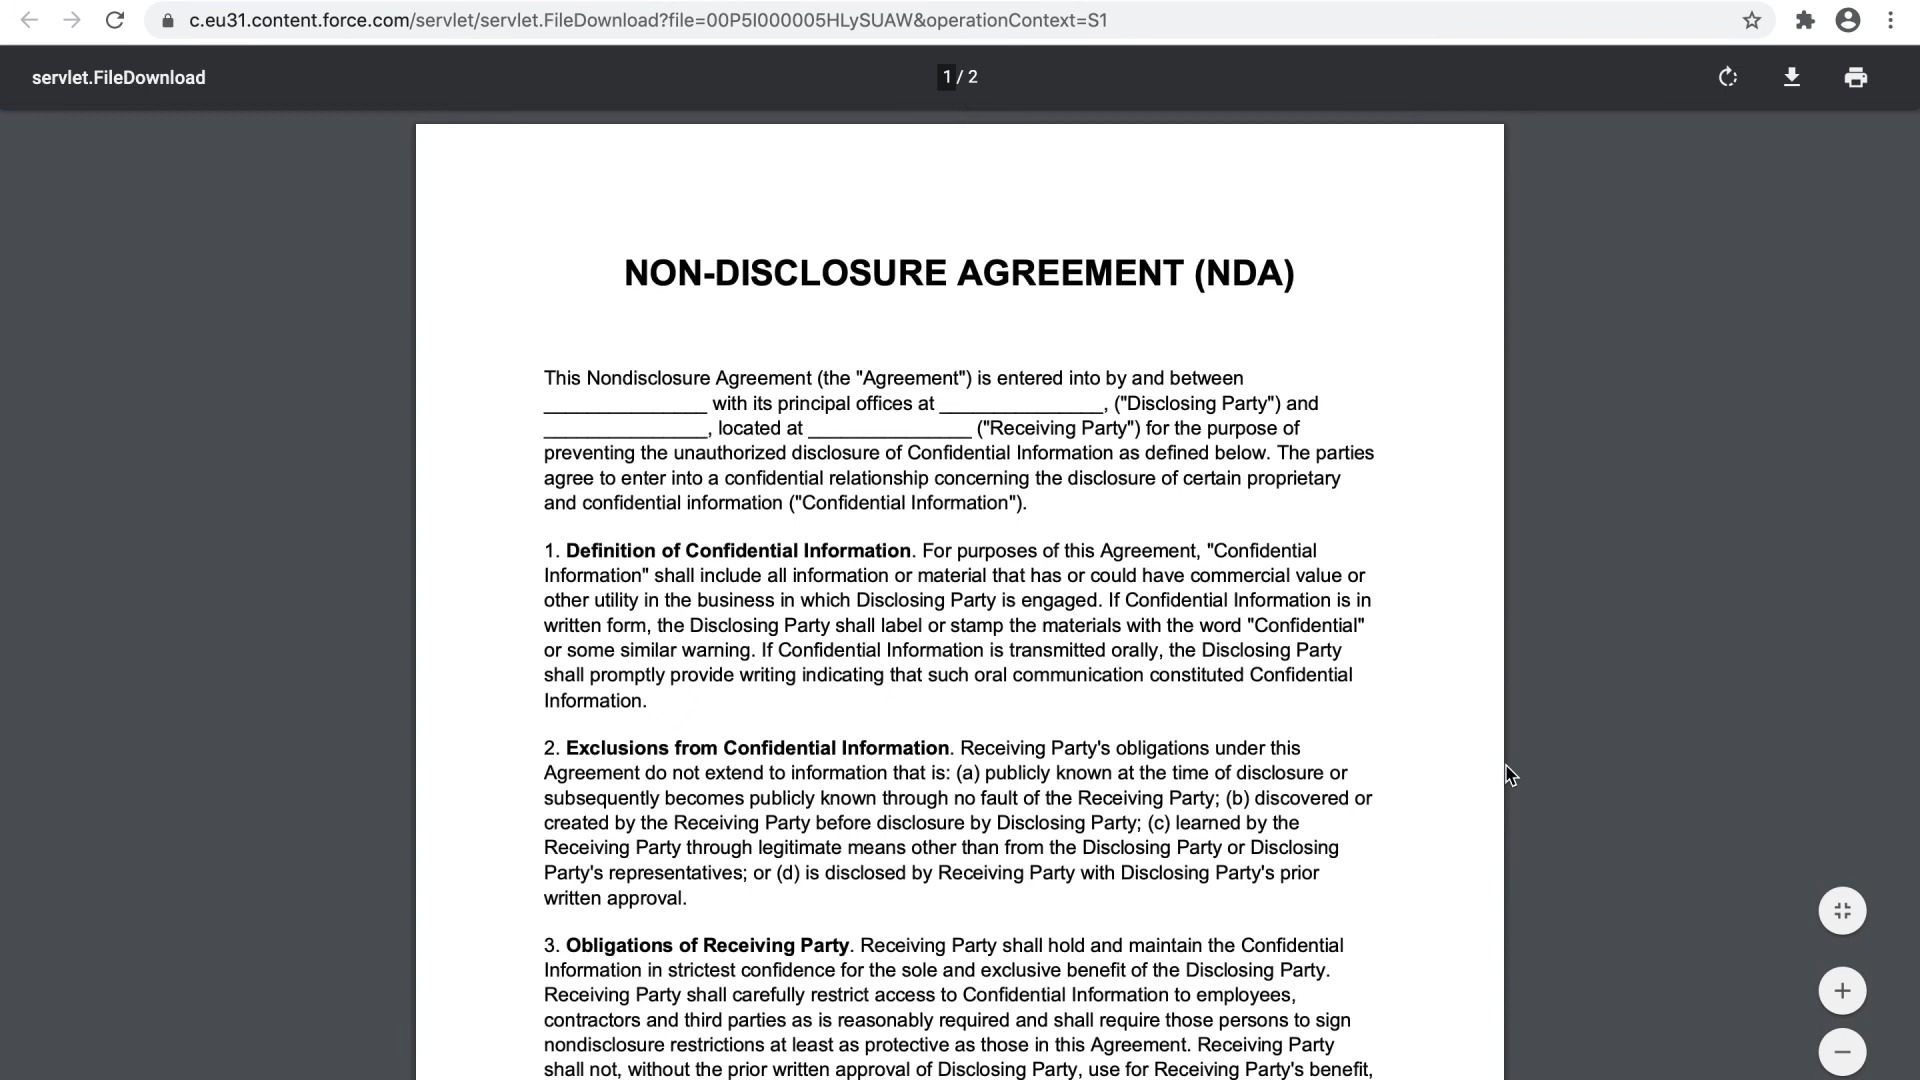 c.eu31.content.force.com/servlet/servlet.FileDownload?file=00P5I000005HLySUAW&operationContext=S1
servlet.FileDownload
1 / 2
NON-DISCLOSURE AGREEMENT (NDA)
This Nondisclosure Agreement (the "Agreement") is entered into by and between
_______________ with its principal offices at _______________, ("Disclosing Party") and
_______________, located at _______________ ("Receiving Party") for the purpose of
preventing the unauthorized disclosure of Confidential Information as defined below. The parties
agree to enter into a confidential relationship concerning the disclosure of certain proprietary
and confidential information ("Confidential Information").
1. Definition of Confidential Information. For purposes of this Agreement, "Confidential
Information" shall include all information or material that has or could have commercial value or
other utility in the business in which Disclosing Party is engaged. If Confidential Information is in
written form, the Disclosing Party shall label or stamp the materials with the word "Confidential"
or some similar warning. If Confidential Information is transmitted orally, the Disclosing Party
shall promptly provide writing indicating that such oral communication constituted Confidential
Information.
2. Exclusions from Confidential Information. Receiving Party's obligations under this
Agreement do not extend to information that is: (a) publicly known at the time of disclosure or
subsequently becomes publicly known through no fault of the Receiving Party; (b) discovered or
created by the Receiving Party before disclosure by Disclosing Party; (c) learned by the
Receiving Party through legitimate means other than from the Disclosing Party or Disclosing
Party's representatives; or (d) is disclosed by Receiving Party with Disclosing Party's prior
written approval.
3. Obligations of Receiving Party. Receiving Party shall hold and maintain the Confidential
Information in strictest confidence for the sole and exclusive benefit of the Disclosing Party.
Receiving Party shall carefully restrict access to Confidential Information to employees,
contractors and third parties as is reasonably required and shall require those persons to sign
nondisclosure restrictions at least as protective as those in this Agreement. Receiving Party
shall not, without the prior written approval of Disclosing Party, use for Receiving Party's benefit,